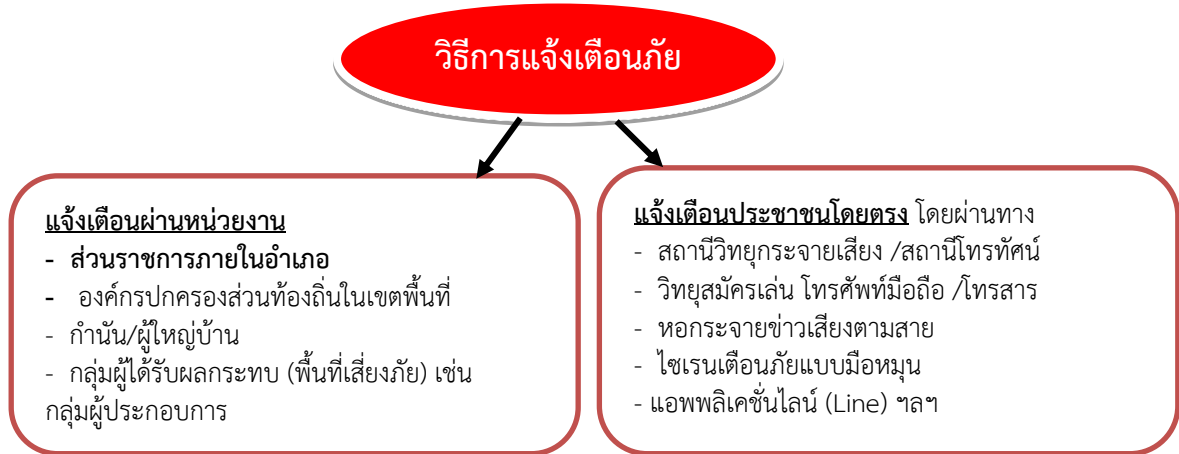 วิธีการแจ้งเตือนภัย
แจ้งเตือนผ่านหน่วยงาน
- ส่วนราชการภายในอำเภอ
- องค์กรปกครองส่วนท้องถิ่นในเขตพื้นที่
- กำนัน/ผู้ใหญ่บ้าน
- กลุ่มผู้ได้รับผลกระทบ (พื้นที่เสี่ยงภัย) เช่น
กลุ่มผู้ประกอบการ
แจ้งเตือนประชาชนโดยตรง โดยผ่านทาง
- สถานีวิทยุกระจายเสียง /สถานีโทรทัศน์
- วิทยุสมัครเล่น โทรศัพท์มือถือ /โทรสาร
- หอกระจายข่าวเสียงตามสาย
- ไซเรนเตือนภัยแบบมือหมุน
- แอพพลิเคชั่นไลน์ (Line) ฯลฯ